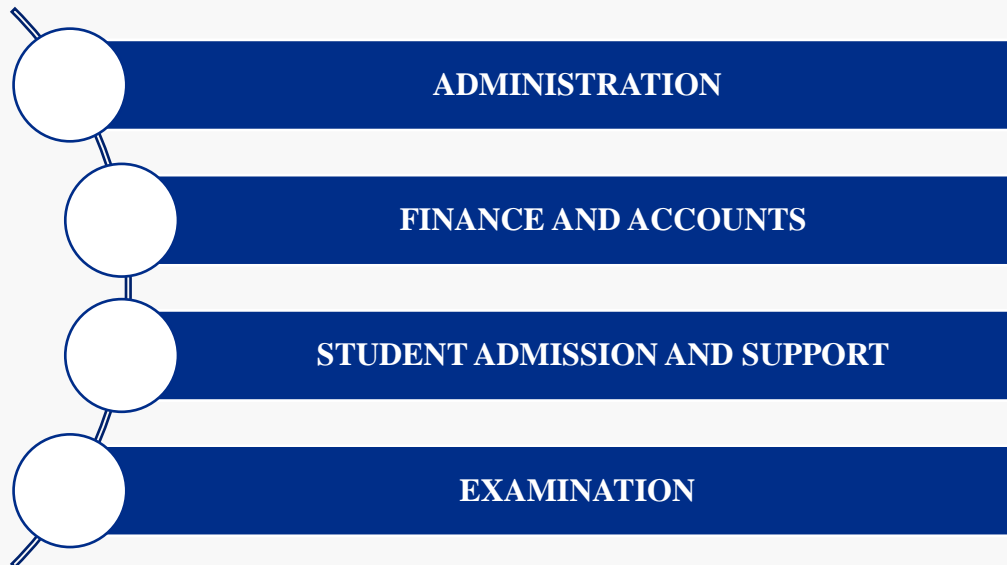 ADMINISTRATION
FINANCE AND ACCOUNTS
STUDENT ADMISSION AND SUPPORT
EXAMINATION